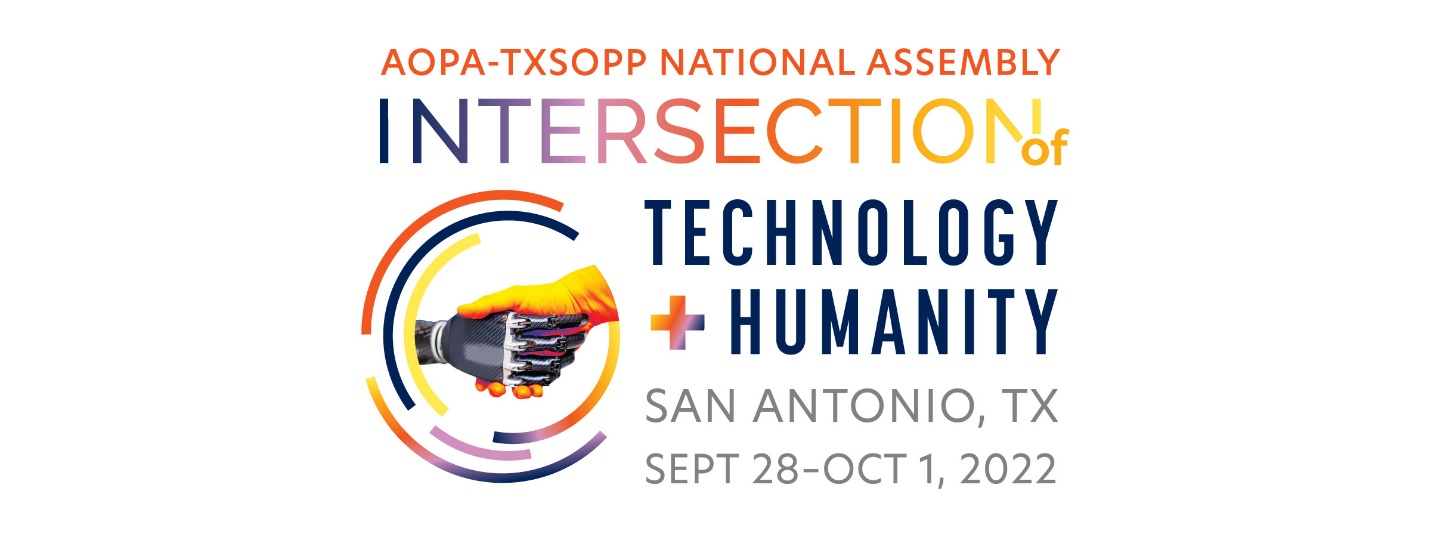 AOPA-TXSOPP NATIONAL ASSEMBLY
INTERSECTION of
TECHNOLOGY
+ HUMANITY
SAN ANTONIO, TX
SEPT 28–OCT 1, 2022